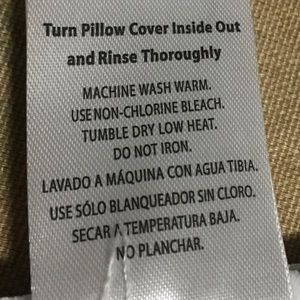 Turn Pillow Cover Inside Out
and Rinse Thoroughly
MACHINE WASH WARM.
USE NON-CHLORINE BLEACH.
TUMBLE DRY LOW HEAT.
DO NOT IRON.
LAVADO A MÁQUINA CON AGUA TIBIA.
USE SÓLO BLANQUEADOR SIN CLORO.
SECAR A TEMPERATURA BAJA.
NO PLANCHAR.